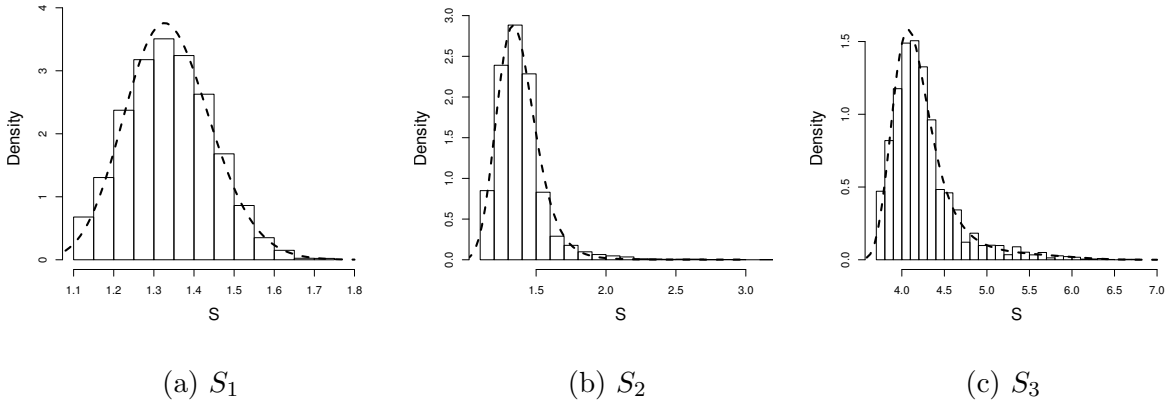 Density
0 1 2 3 4
1.1 1.2 1.3 1.4 1.5 1.6 1.7 1.8
S
(a) S1
Density
0.0 0.5 1.0 1.5 2.0 2.5 3.0
1.5 2.0 2.5 3.0
S
(b) S2
Density
0.0 0.5 1.0 1.5
4.0 4.5 5.0 5.5 6.0 6.5 7.0
S
(c) S3